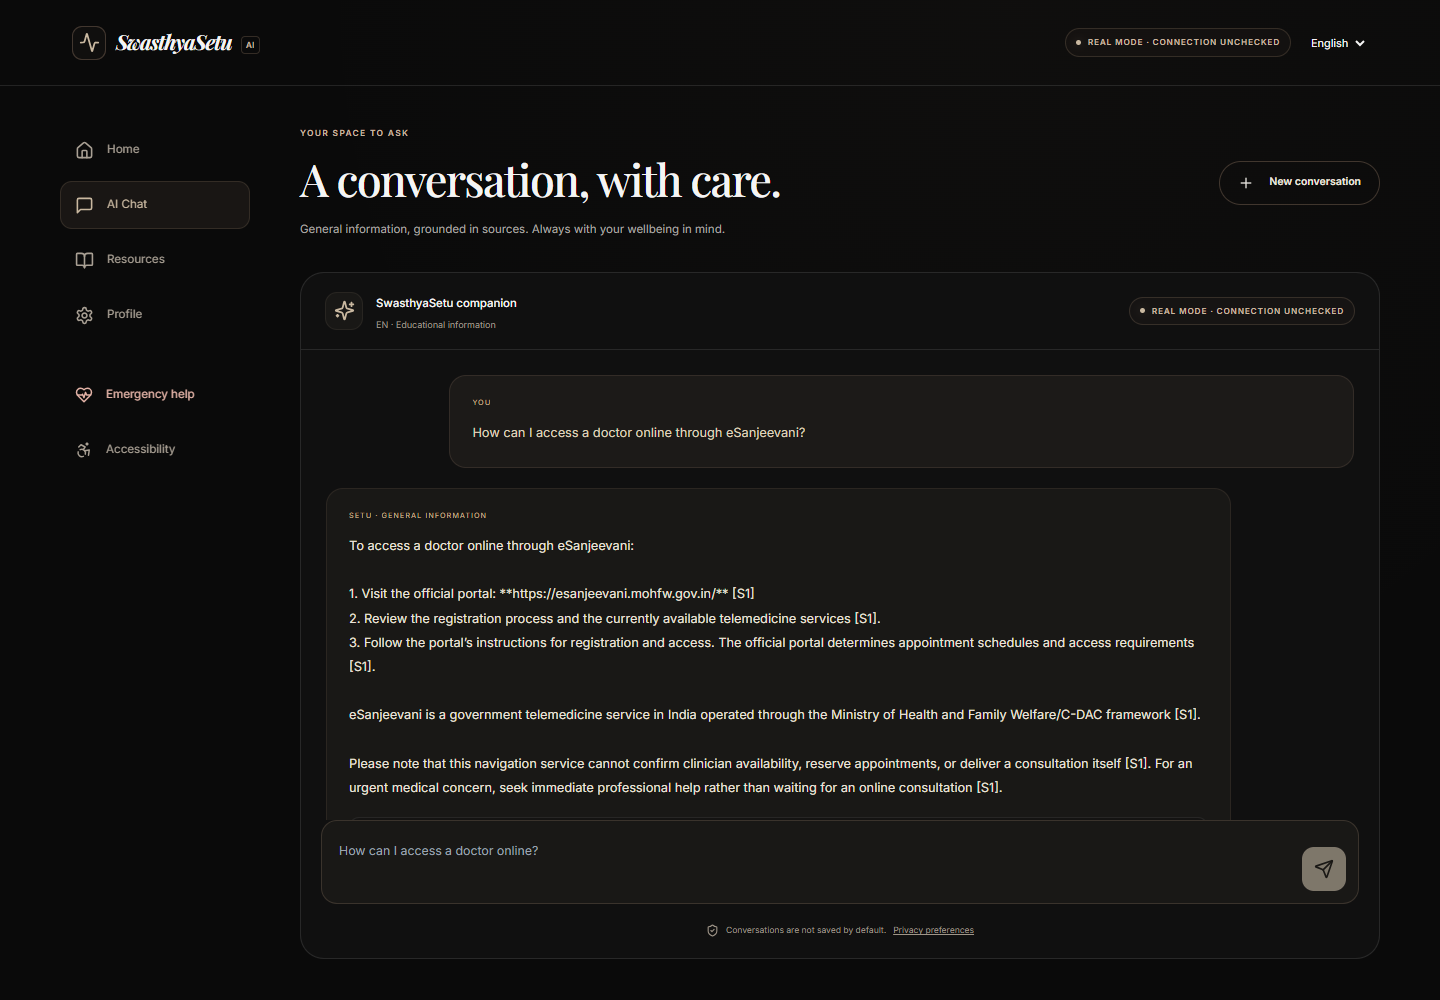 SwasthyaSetu AI
REAL MODE · CONNECTION UNCHECKED
English
Home
AI Chat
Resources
Profile
Emergency help
Accessibility
YOUR SPACE TO ASK
A conversation, with care.
General information, grounded in sources. Always with your wellbeing in mind.
New conversation
SwasthyaSetu companion
EN · Educational information
REAL MODE · CONNECTION UNCHECKED
YOU
How can I access a doctor online through eSanjeevani?
SETU · GENERAL INFORMATION
To access a doctor online through eSanjeevani:
1. Visit the official portal: **https://esanjeevani.mohfw.gov.in/** [S1]
2. Review the registration process and the currently available telemedicine services [S1].
3. Follow the portal’s instructions for registration and access. The official portal determines appointment schedules and access requirements
[S1].
eSanjeevani is a government telemedicine service in India operated through the Ministry of Health and Family Welfare/C-DAC framework [S1].
Please note that this navigation service cannot confirm clinician availability, reserve appointments, or deliver a consultation itself [S1]. For an
urgent medical concern, seek immediate professional help rather than waiting for an online consultation [S1].
How can I access a doctor online?
Conversations are not saved by default. Privacy preferences